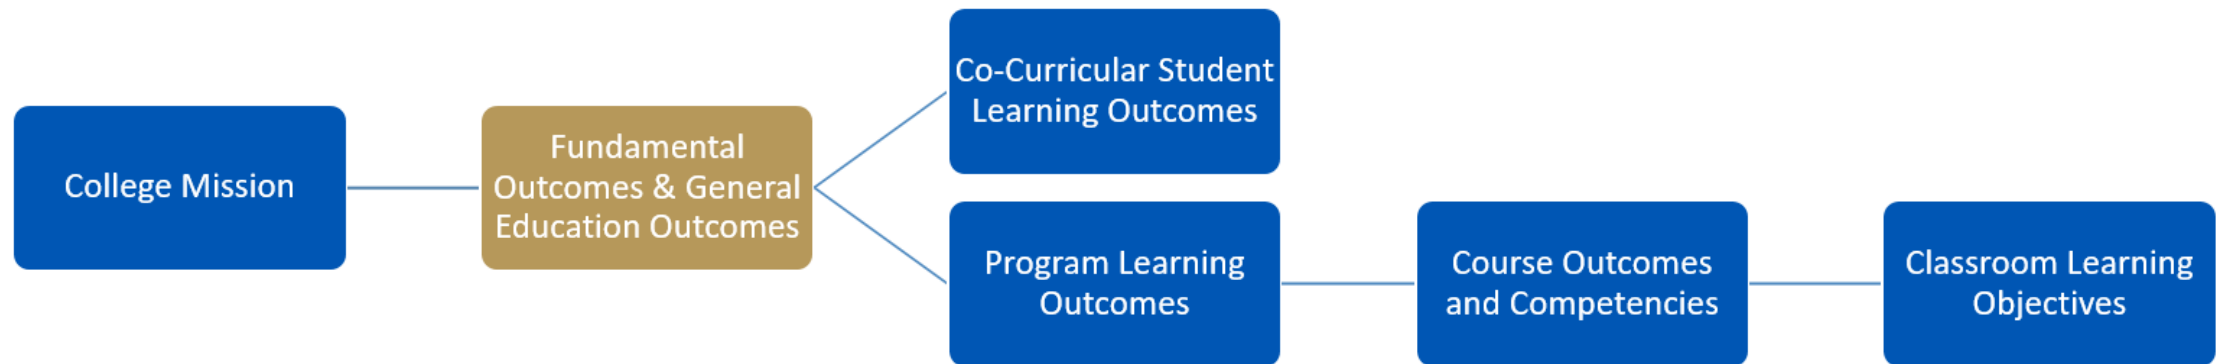 College Mission
Fundamental
Outcomes & General
Education Outcomes
Co-Curricular Student
Learning Outcomes
Program Learning
Outcomes
Course Outcomes
and Competencies
Classroom Learning
Objectives